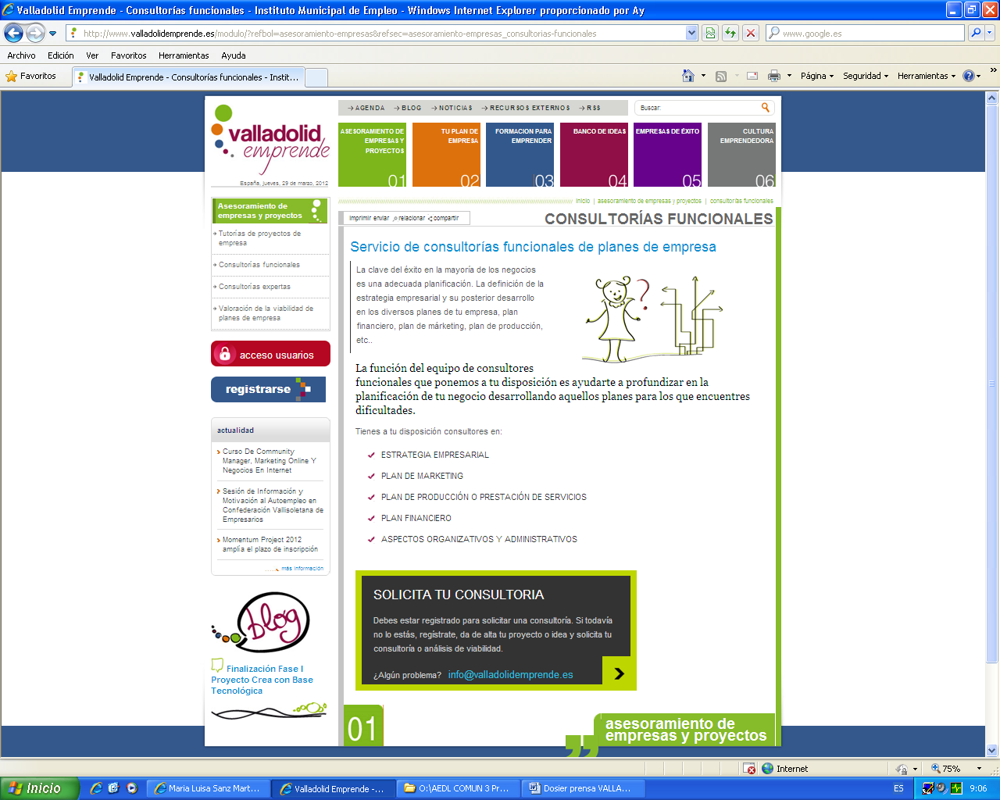 Valladolid Emprende - Consultorías funcionales - Instituto Municipal de Empleo - Windows Internet Explorer proporcionado por Ay
http://www.valladolidemprende.es/modulo/?refbol=asesoramiento-empresas&refsec=asesoramiento-empresas_consultorias-funcionales
www.google.es
Archivo Edición Ver Favoritos Herramientas Ayuda
Favoritos
Valladolid Emprende - Consultorías funcionales - Instit...
Página Seguridad Herramientas
valladolid
emprende
España, jueves, 29 de marzo, 2012
AGENDA BLOG NOTICIAS RECURSOS EXTERNOS RSS
Buscar:
ASESORAMIENTO DE
EMPRESAS Y
PROYECTOS
01
TU PLAN DE
EMPRESA
02
FORMACION PARA
EMPRENDER
03
BANCO DE IDEAS
04
EMPRESAS DE ÉXITO
05
CULTURA
EMPRENDEDORA
06
Inicio | asesoramiento de empresas y proyectos | consultorías funcionales
Asesoramiento de
empresas y proyectos
Tutorías de proyectos de
empresa
Consultorías funcionales
Consultorías expertas
Valoración de la viabilidad de
planes de empresa
acceso usuarios
registrarse
actualidad
Curso De Community
Manager, Marketing Online Y
Negocios En Internet
Sesión de Información y
Motivación al Autoempleo en
Confederación Vallisoletana de
Empresarios
Momentum Project 2012
amplía el plazo de inscripción
más información
blog
Finalización Fase I
Proyecto Crea con Base
Tecnológica
imprimir enviar relacionar compartir
CONSULTORÍAS FUNCIONALES
Servicio de consultorías funcionales de planes de empresa
La clave del éxito en la mayoría de los negocios
es una adecuada planificación. La definición de la
estrategia empresarial y su posterior desarrollo
en los diversos planes de tu empresa, plan
financiero, plan de márketing, plan de producción,
etc..
?
La función del equipo de consultores
funcionales que ponemos a tu disposición es ayudarte a profundizar en la
planificación de tu negocio desarrollando aquellos planes para los que encuentres
dificultades.
Tienes a tu disposición consultores en:
ESTRATEGIA EMPRESARIAL
PLAN DE MARKETING
PLAN DE PRODUCCIÓN O PRESTACIÓN DE SERVICIOS
PLAN FINANCIERO
ASPECTOS ORGANIZATIVOS Y ADMINISTRATIVOS
SOLICITA TU CONSULTORIA
Debes estar registrado para solicitar una consultoría. Si todavía
no lo estás, regístrate, da de alta tu proyecto o idea y solicita tu
consultoría o análisis de viabilidad.
¿Algún problema? info@valladolidemprende.es
01
asesoramiento de
empresas y proyectos
Internet
75%
Inicio
Maria Luisa Sanz Mart...
Valladolid Emprende -...
O:\AEDL COMUN 3 Pr...
Dosier prensa VALLA...
ES
9:06